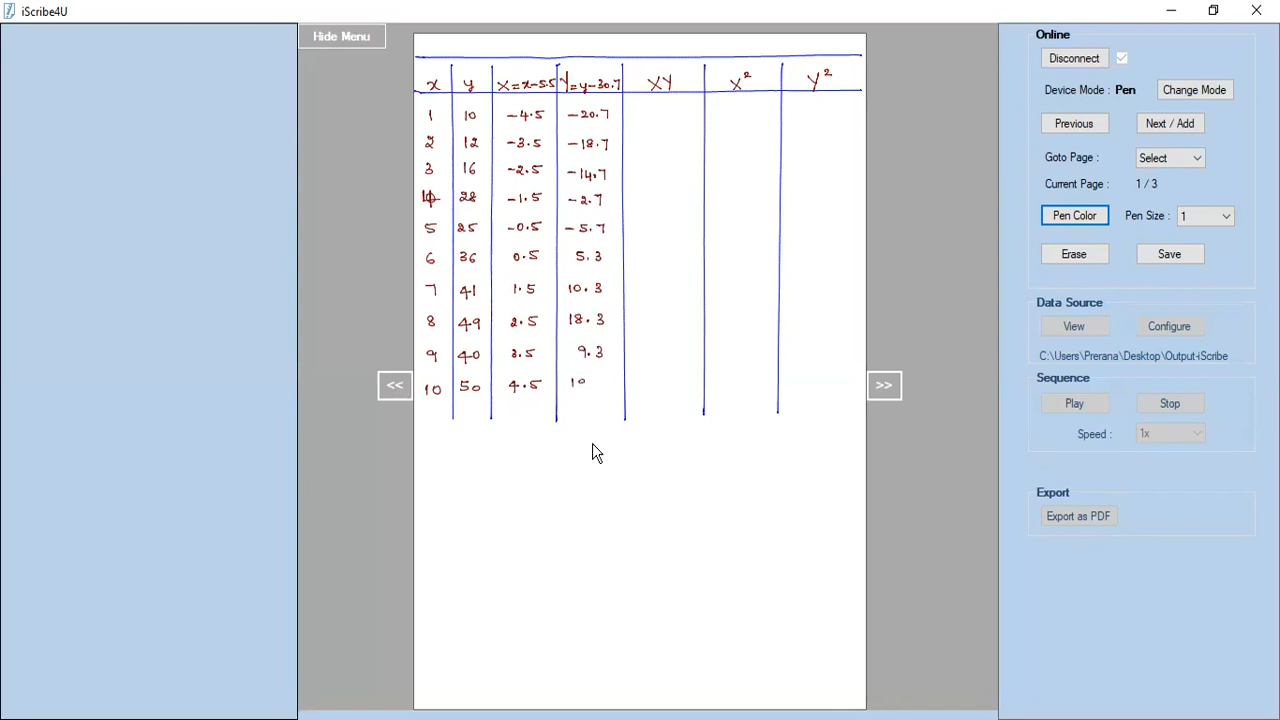 iScribe4U
Hide Menu
x y X=x-5.5 Y=y-30.7 XY X² Y²
1 10 -4.5 -20.7
2 12 -3.5 -18.7
3 16 -2.5 -14.7
4 28 -1.5 -2.7
5 25 -0.5 -5.7
6 36 0.5 5.3
7 41 1.5 10.3
8 49 2.5 18.3
9 40 3.5 9.3
10 50 4.5 10
<<
>>
Online
Disconnect
Device Mode : Pen Change Mode
Previous Next / Add
Goto Page : Select
Current Page : 1 / 3
Pen Color Pen Size : 1
Erase Save
Data Source
View Configure
C:\Users\Prerana\Desktop\Output-iScribe
Sequence
Play Stop
Speed : 1x
Export
Export as PDF